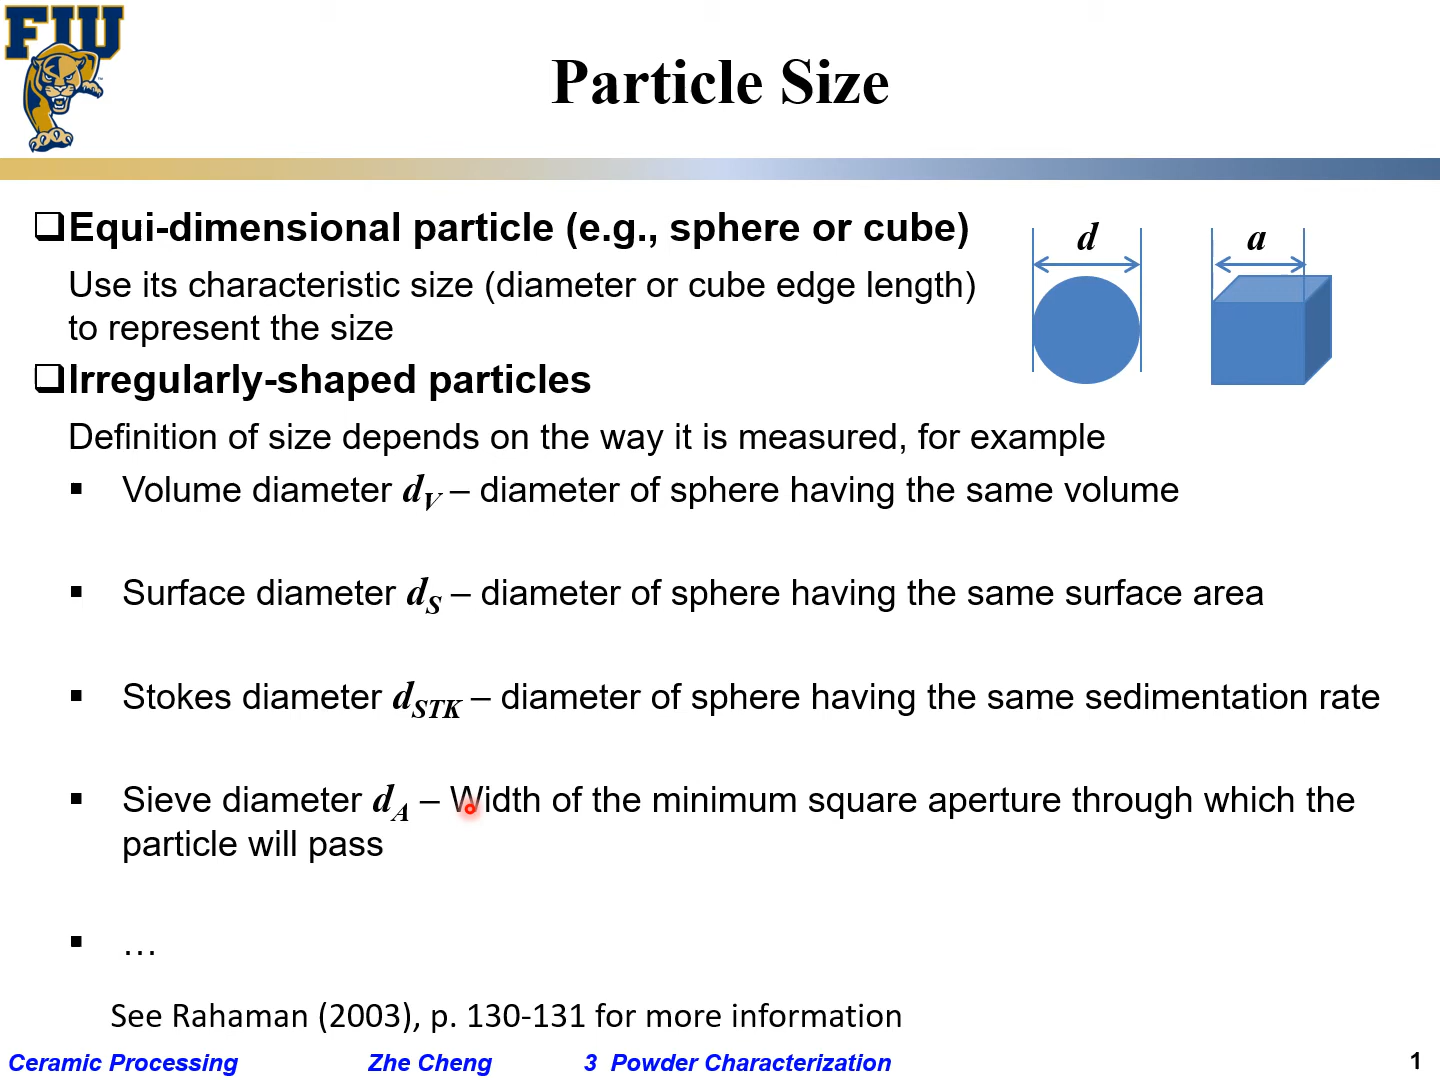 FIU
Particle Size
❑Equi-dimensional particle (e.g., sphere or cube)
d
a
Use its characteristic size (diameter or cube edge length)
to represent the size
❑Irregularly-shaped particles
Definition of size depends on the way it is measured, for example
▪ Volume diameter dV – diameter of sphere having the same volume
▪ Surface diameter dS – diameter of sphere having the same surface area
▪ Stokes diameter dSTK – diameter of sphere having the same sedimentation rate
▪ Sieve diameter dA – Width of the minimum square aperture through which the
particle will pass
▪ …
See Rahaman (2003), p. 130-131 for more information
Ceramic Processing Zhe Cheng 3 Powder Characterization 1